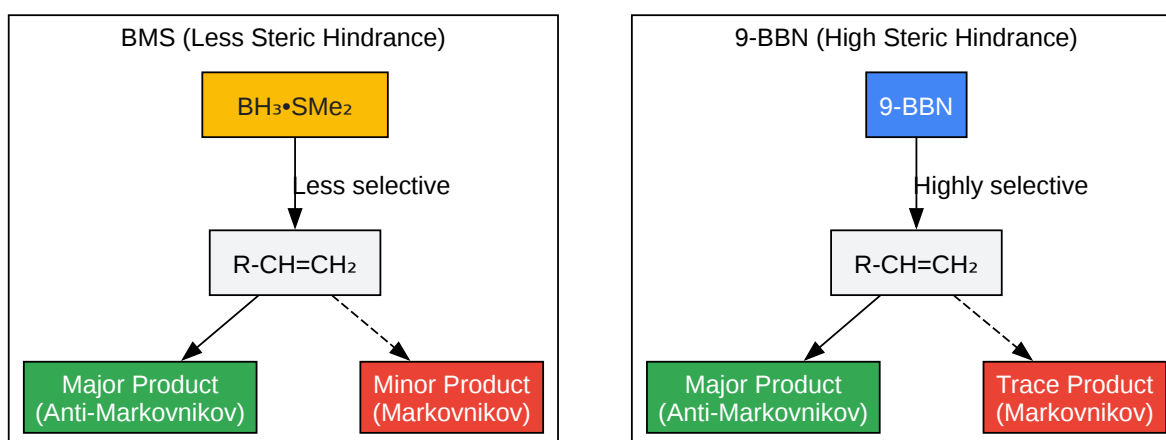 BMS (Less Steric Hindrance)
BH₃•SMe₂
Less selective
R-CH=CH₂
Major Product
(Anti-Markovnikov)
Minor Product
(Markovnikov)
9-BBN (High Steric Hindrance)
9-BBN
Highly selective
R-CH=CH₂
Major Product
(Anti-Markovnikov)
Trace Product
(Markovnikov)